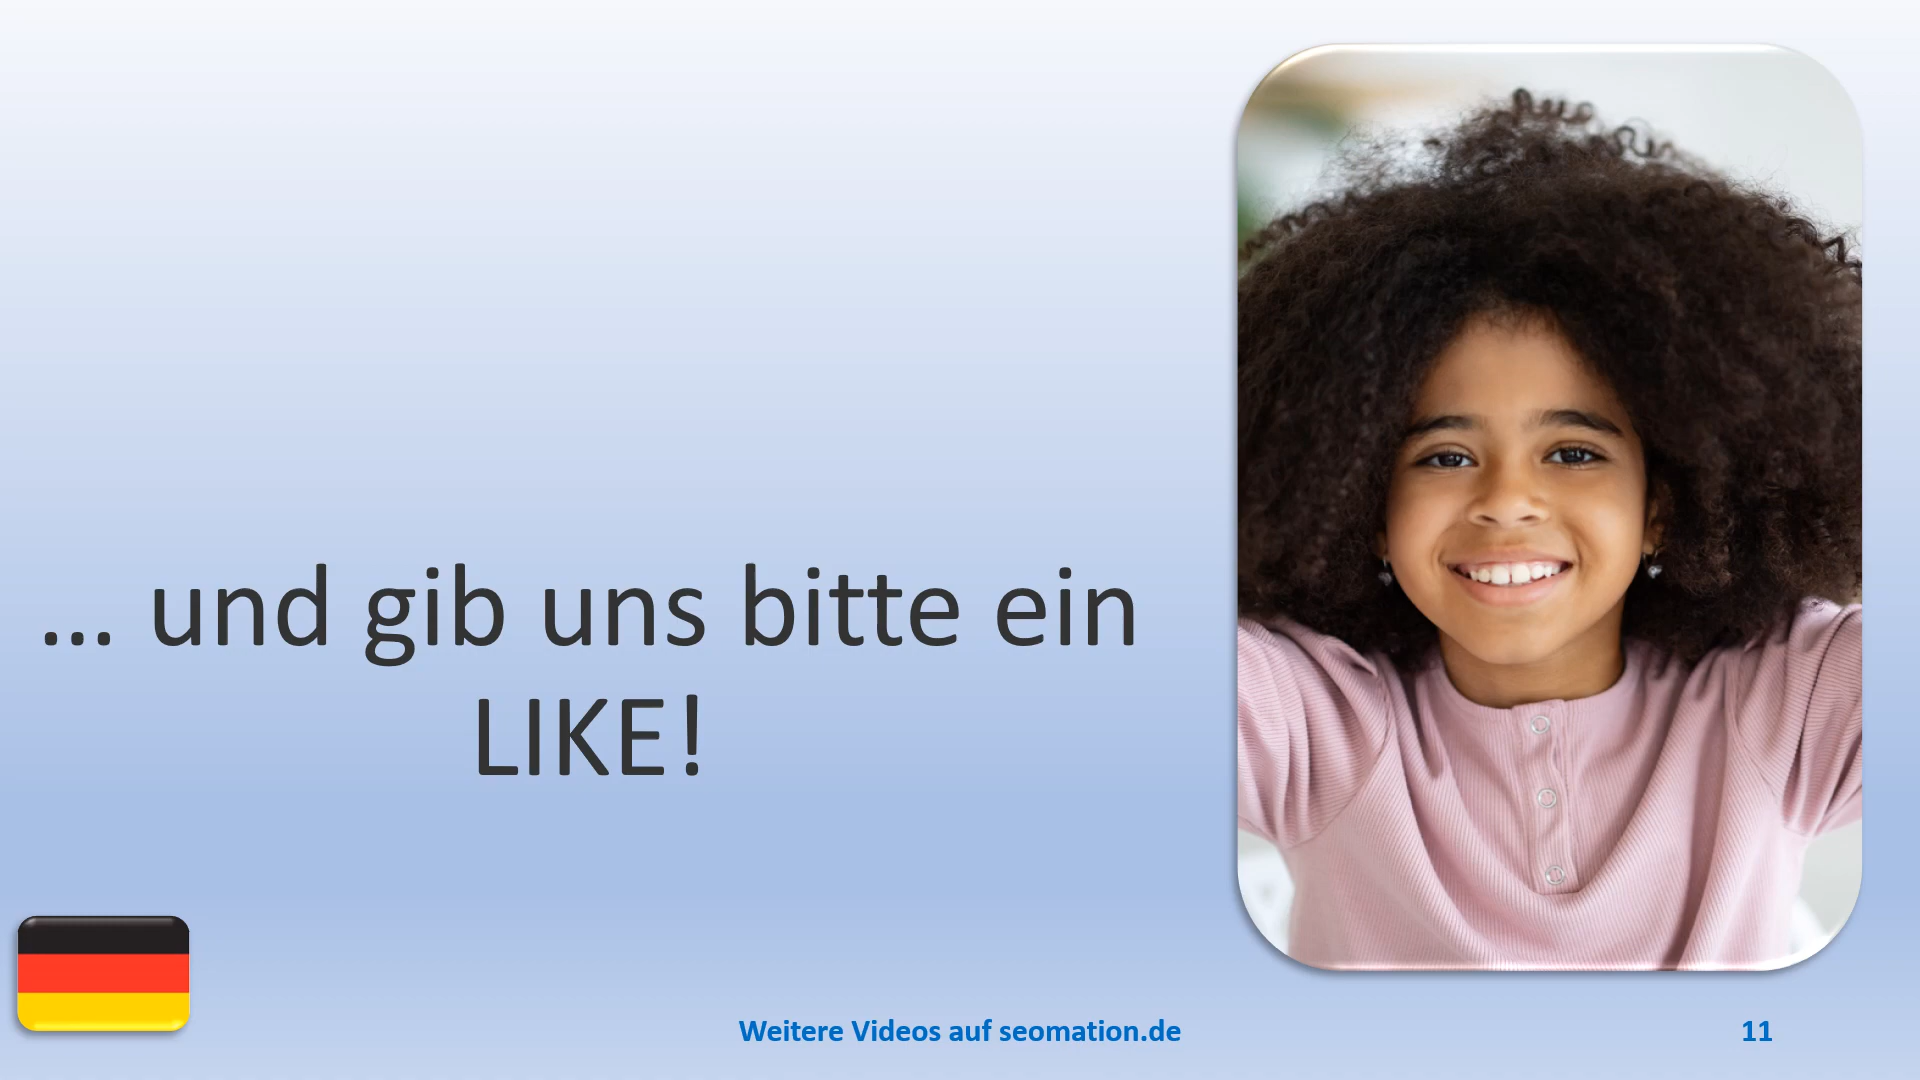 ... und gib uns bitte ein
LIKE!
Weitere Videos auf seomation.de
11